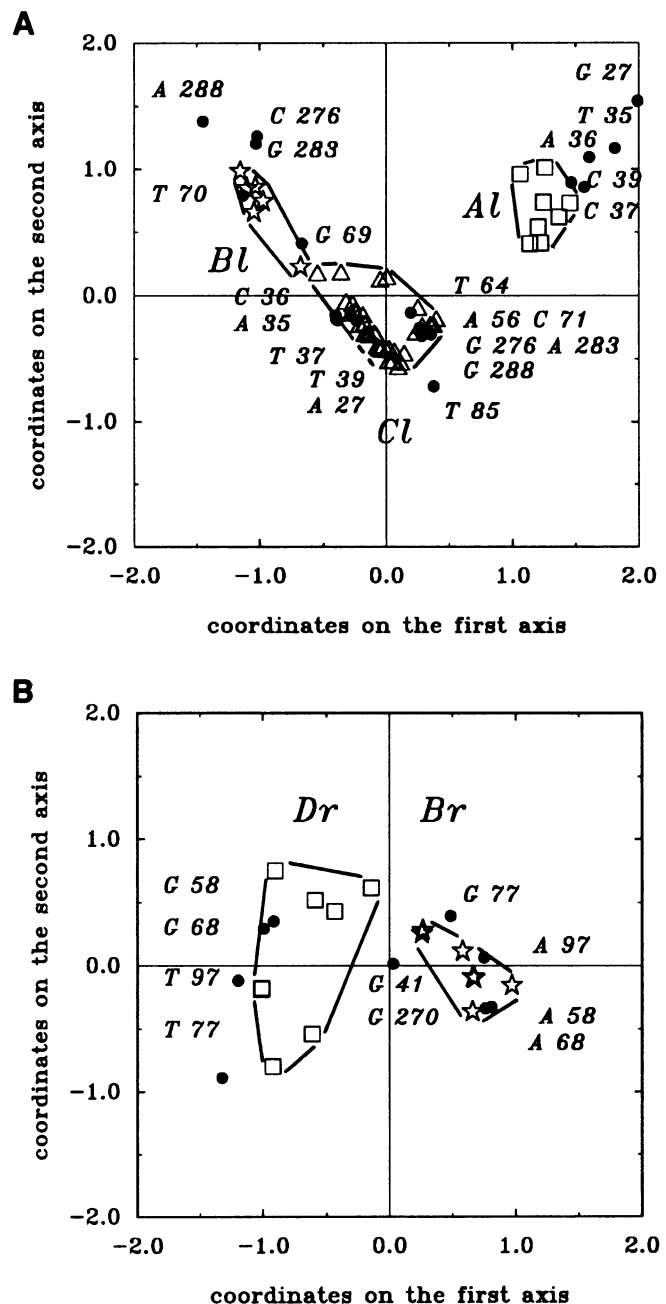 A
2.0
G 27
A 288
C 276
T 35
G 283
A 36
1.0
C 39
T 70
Al
C 37
G 69
Bl
T 64
C 36
0.0
A 35
A 56 C 71
T 37
G 276 A 283
T 39
G 288
A 27
T 85
−1.0
Cl
−2.0
−2.0 −1.0 0.0 1.0 2.0
coordinates on the first axis
coordinates on the second axis
B
2.0
Dr Br
1.0
G 58
G 77
G 68
A 97
0.0
T 97
G 41
G 270
A 58
T 77
A 68
−1.0
−2.0
−2.0 −1.0 0.0 1.0 2.0
coordinates on the first axis
coordinates on the second axis